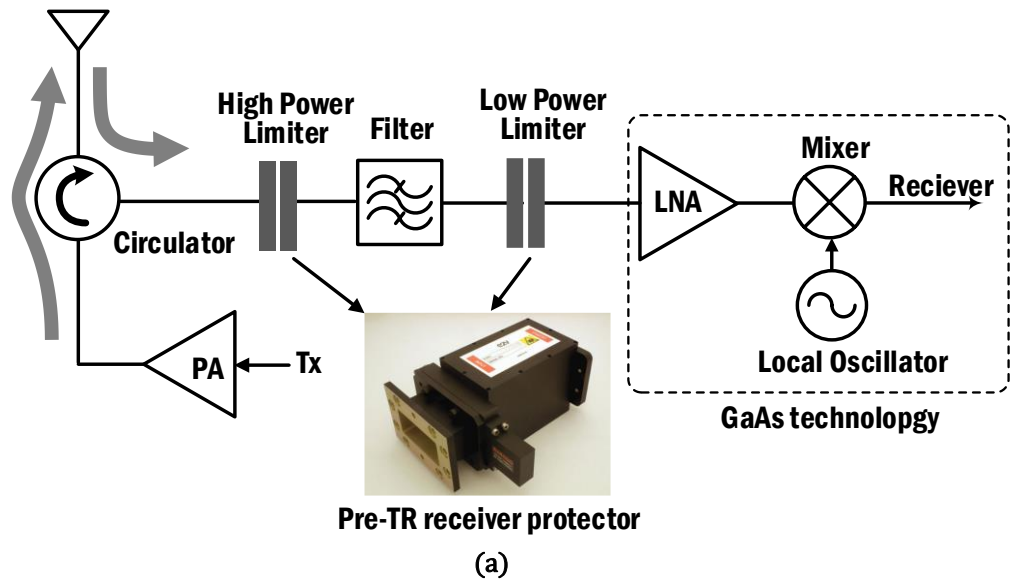 High Power
Limiter
Filter
Low Power
Limiter
Mixer
LNA
Reciever
Circulator
PA
Tx
Local Oscillator
GaAs technolopgy
Pre-TR receiver protector
(a)